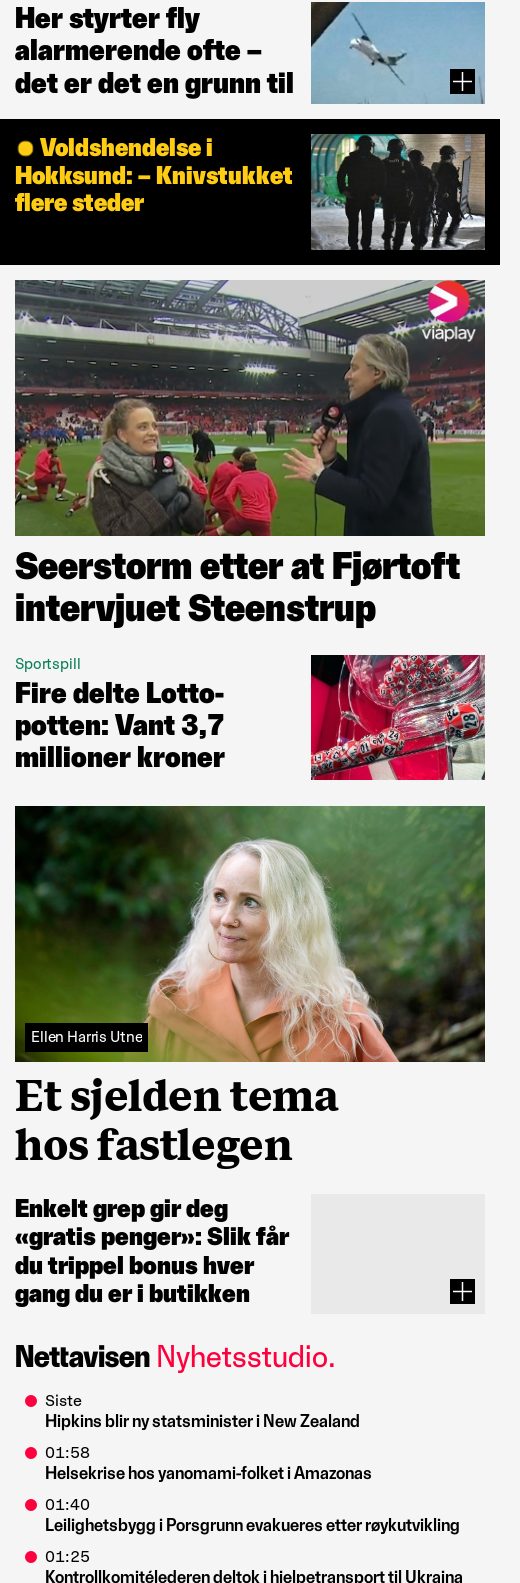 Her styrter fly
alarmerende ofte –
det er det en grunn til
Voldshendelse i
Hokksund: – Knivstukket
flere steder
viaplay
Seerstorm etter at Fjørtoft
intervjuet Steenstrup
Sportspill
Fire delte Lotto-
potten: Vant 3,7
millioner kroner
28
Ellen Harris Utne
Et sjelden tema
hos fastlegen
Enkelt grep gir deg
«gratis penger»: Slik får
du trippel bonus hver
gang du er i butikken
Nettavisen Nyhetsstudio.
Siste
Hipkins blir ny statsminister i New Zealand
01:58
Helsekrise hos yanomami-folket i Amazonas
01:40
Leilighetsbygg i Porsgrunn evakueres etter røykutvikling
01:25
Kontrollkomitélederen deltok i hjelpetransport til Ukraina